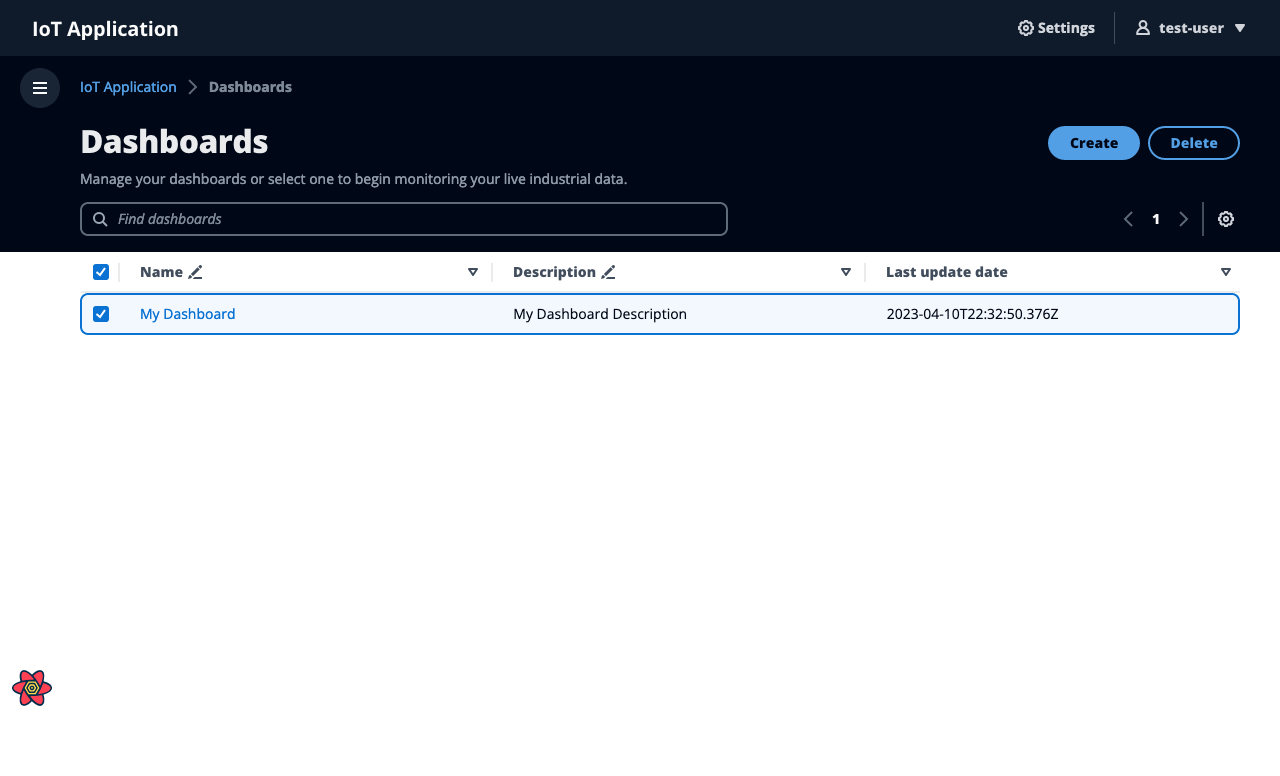 IoT Application
Settings
test-user
IoT Application
Dashboards
Dashboards
Create
Delete
Manage your dashboards or select one to begin monitoring your live industrial data.
Find dashboards
1
Name
Description
Last update date
My Dashboard
My Dashboard Description
2023-04-10T22:32:50.376Z